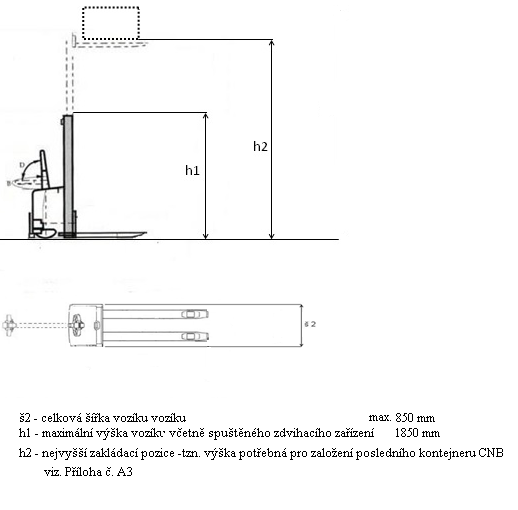 h2
h1
D
B
š 2
š2 - celková šířka vozíku vozíku max. 850 mm
h1 - maximální výška vozíku včetně spuštěného zdvihacího zařízení 1850 mm
h2 - nejvyšší zakládací pozice -tzn. výška potřebná pro založení posledního kontejneru CNB
viz. Příloha č. A3